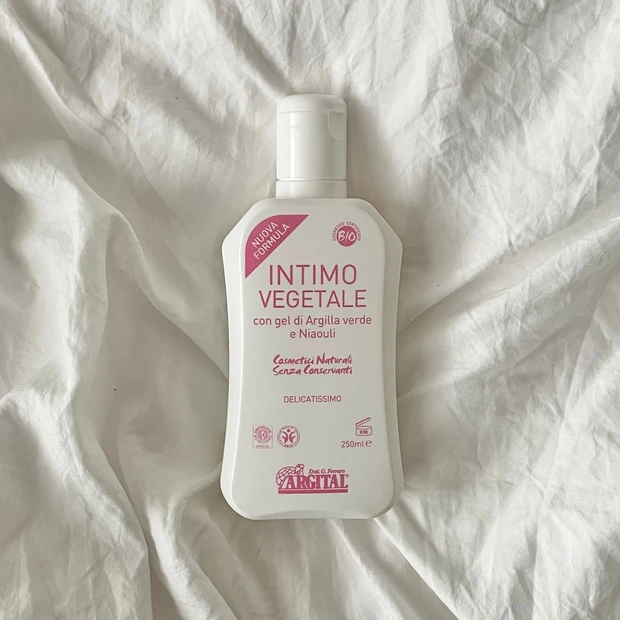 NUOVA
FORMULA
BIO
INTIMO
VEGETALE
con gel di Argilla verde
e Niaouli
Cosmetici Naturali
Senza Conservanti
DELICATISSIMO
250ml ℮
Dott. G. Ferraro
ARGITAL